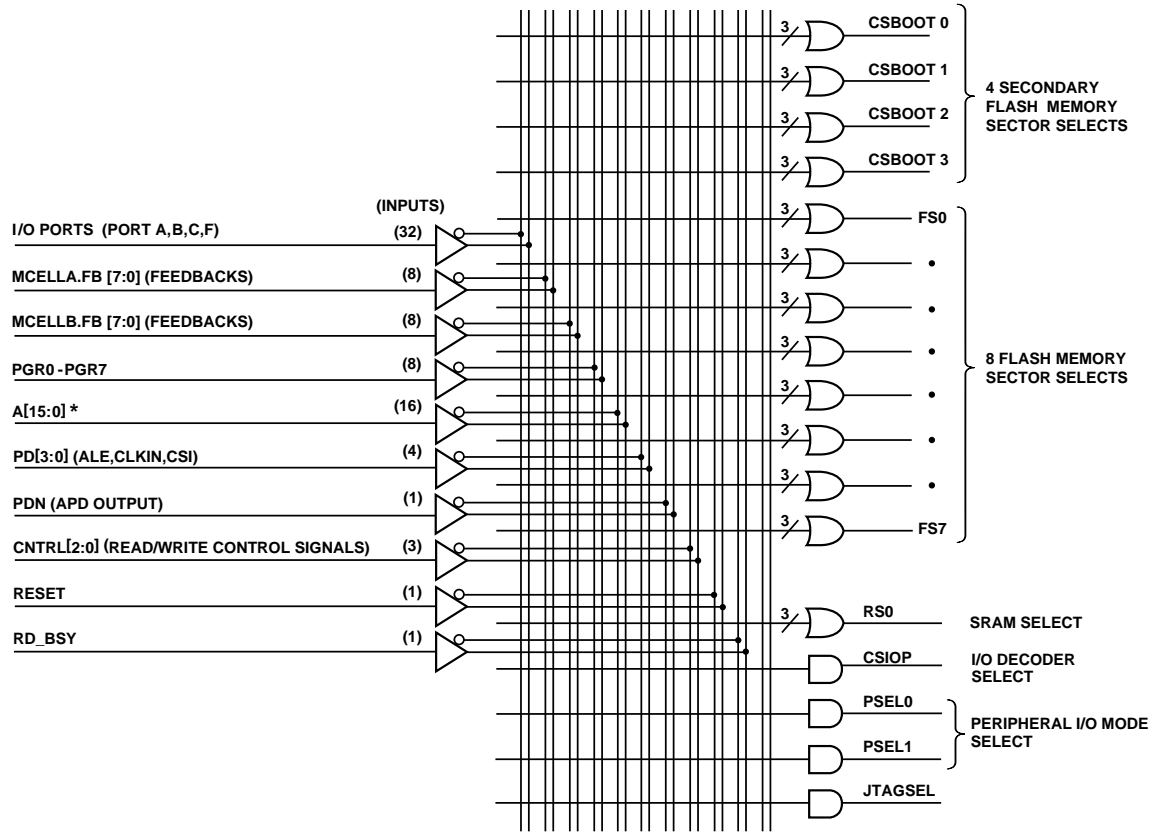 3
CSBOOT 0
3
CSBOOT 1
4 SECONDARY
FLASH MEMORY
SECTOR SELECTS
3
CSBOOT 2
3
CSBOOT 3
(INPUTS)
I/O PORTS (PORT A,B,C,F)
(32)
MCELLA.FB [7:0] (FEEDBACKS)
(8)
MCELLB.FB [7:0] (FEEDBACKS)
(8)
PGR0 -PGR7
(8)
A[15:0] *
(16)
PD[3:0] (ALE,CLKIN,CSI)
(4)
PDN (APD OUTPUT)
(1)
CNTRL[2:0] (READ/WRITE CONTROL SIGNALS)
(3)
RESET
(1)
RD_BSY
(1)
3
FS0
3
•
3
•
3
•
3
•
3
•
3
•
3
FS7
8 FLASH MEMORY
SECTOR SELECTS
3
RS0
SRAM SELECT
CSIOP
I/O DECODER
SELECT
PSEL0
PSEL1
PERIPHERAL I/O MODE
SELECT
JTAGSEL